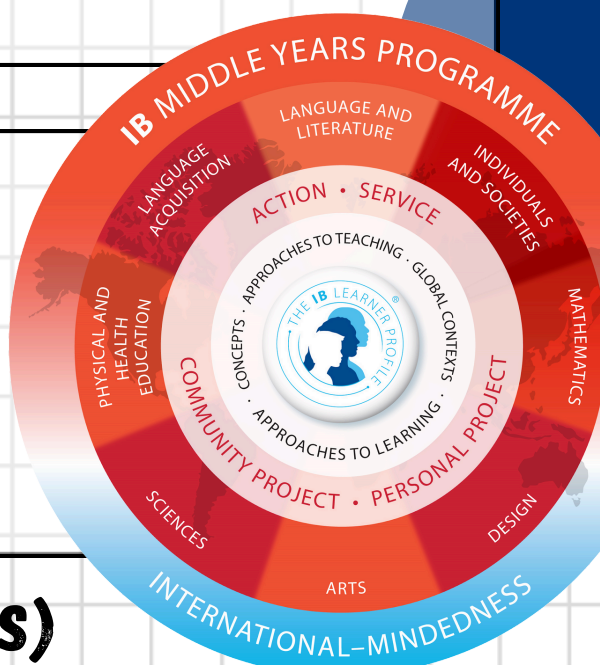 IB MIDDLE YEARS PROGRAMME
LANGUAGE AND
LITERATURE
LANGUAGE
ACQUISITION
INDIVIDUALS
AND SOCIETIES
PHYSICAL AND
HEALTH
EDUCATION
MATHEMATICS
SCIENCES
DESIGN
ARTS
ACTION • SERVICE
COMMUNITY PROJECT • PERSONAL PROJECT
APPROACHES TO TEACHING · GLOBAL CONTEXTS ·
APPROACHES TO LEARNING · CONCEPTS ·
THE IB LEARNER PROFILE ®
INTERNATIONAL–MINDEDNESS
S)